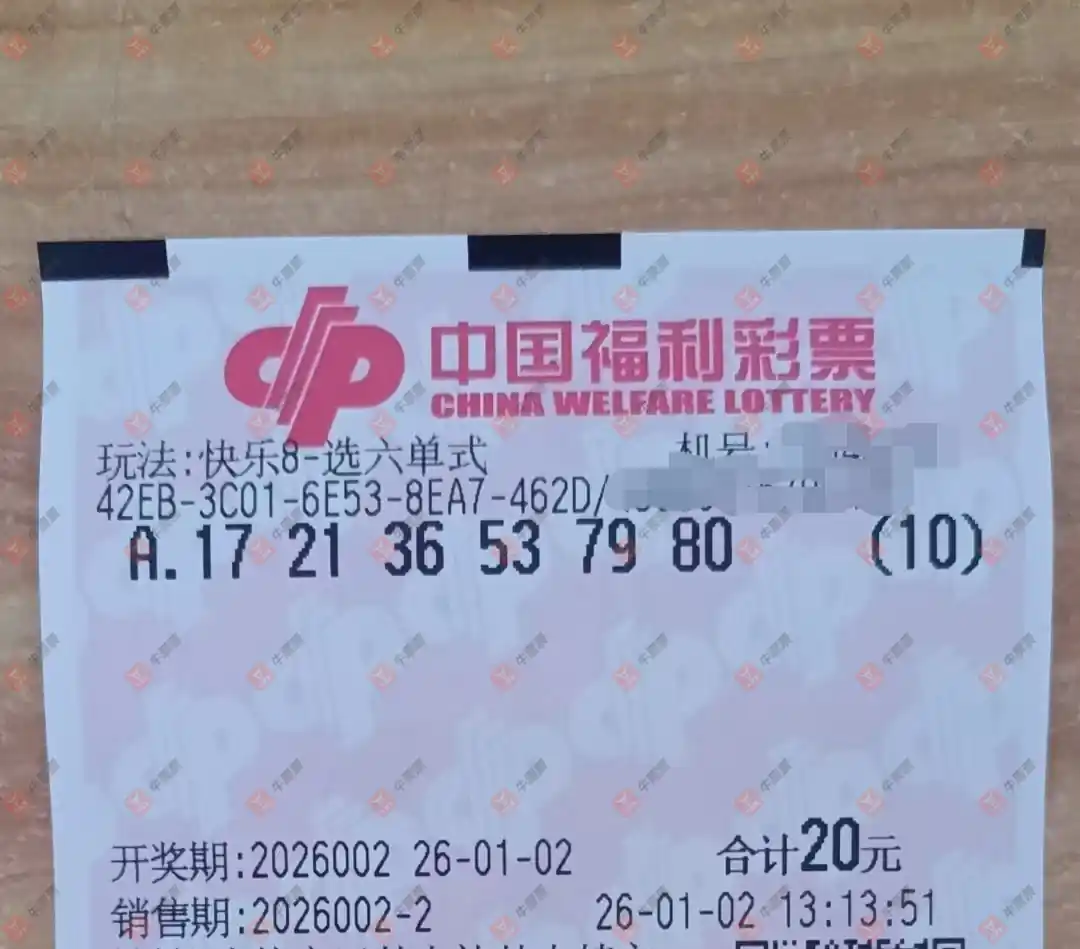 中国福利彩票
CHINA WELFARE LOTTERY
玩法:快乐8-选六单式 机号:
42EB-3C01-6E53-8EA7-462D/
A.17 21 36 53 79 80 (10)
开奖期:2026002 26-01-02 合计20元
销售期:2026002-2 26-01-02 13:13:51